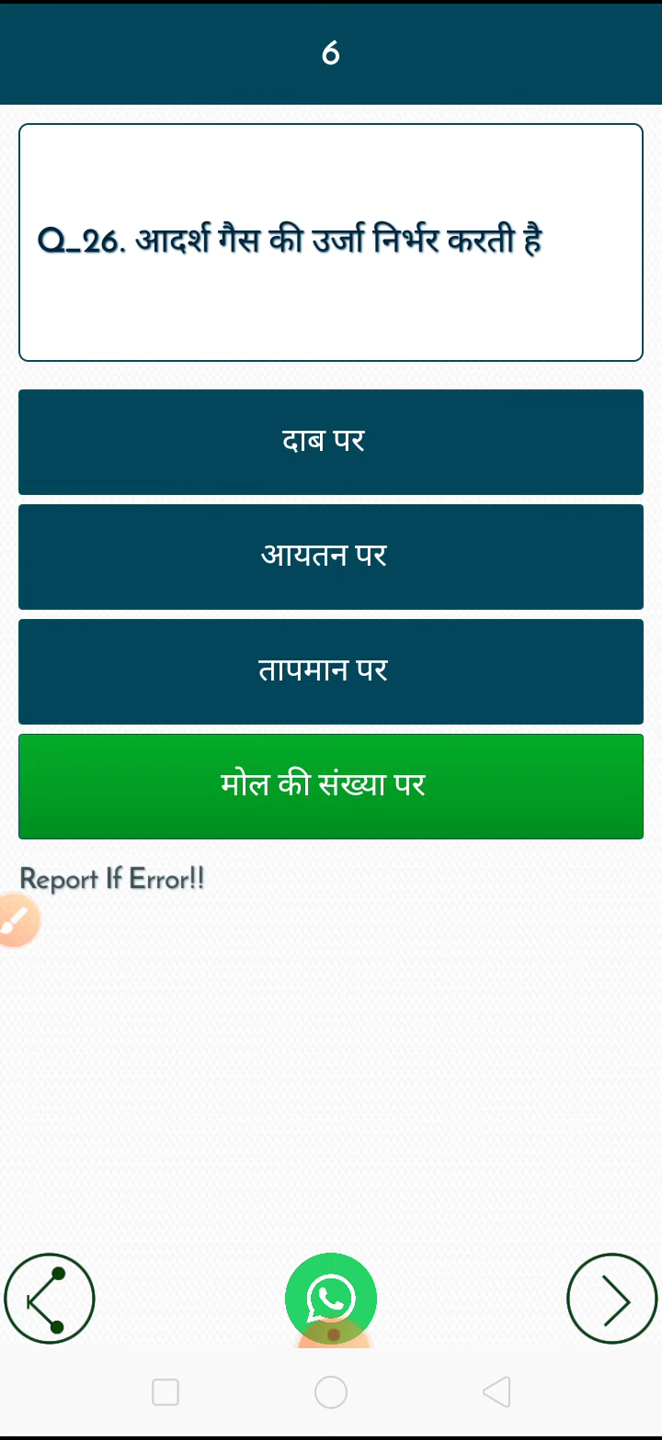 6
Q_26. आदर्श गैस की उर्जा निर्भर करती है
दाब पर
आयतन पर
तापमान पर
मोल की संख्या पर
Report If Error!!